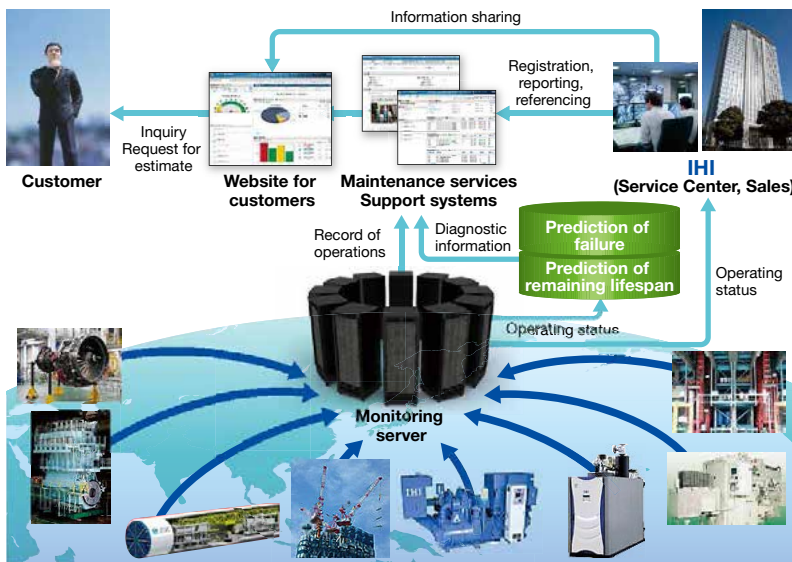 Information sharing
Registration,
reporting,
referencing
Inquiry
Request for
estimate
Customer
Website for
customers
Maintenance services
Support systems
IHI
(Service Center, Sales)
Record of
operations
Diagnostic
information
Prediction of
failure
Prediction of
remaining lifespan
Operating
status
Operating status
Monitoring
server
IHI